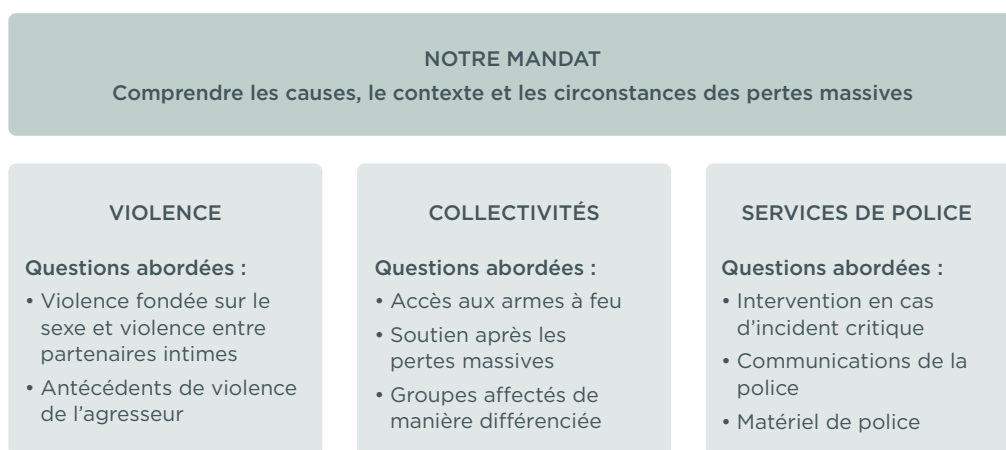 NOTRE MANDAT
Comprendre les causes, le contexte et les circonstances des pertes massives
VIOLENCE
Questions abordées :
• Violence fondée sur le
sexe et violence entre
partenaires intimes
• Antécédents de violence
de l’agresseur
COLLECTIVITÉS
Questions abordées :
• Accès aux armes à feu
• Soutien après les
pertes massives
• Groupes affectés de
manière différenciée
SERVICES DE POLICE
Questions abordées :
• Intervention en cas
d’incident critique
• Communications de la
police
• Matériel de police